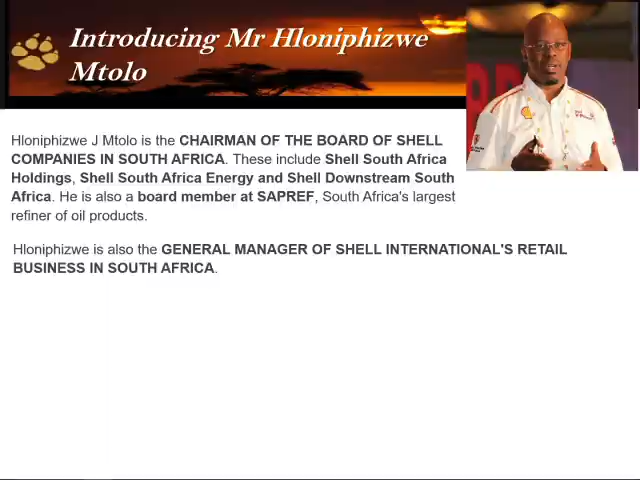 Introducing Mr Hloniphizwe
Mtolo
Hloniphizwe J Mtolo is the CHAIRMAN OF THE BOARD OF SHELL
COMPANIES IN SOUTH AFRICA. These include Shell South Africa
Holdings, Shell South Africa Energy and Shell Downstream South
Africa. He is also a board member at SAPREF, South Africa's largest
refiner of oil products.
Hloniphizwe is also the GENERAL MANAGER OF SHELL INTERNATIONAL'S RETAIL
BUSINESS IN SOUTH AFRICA.